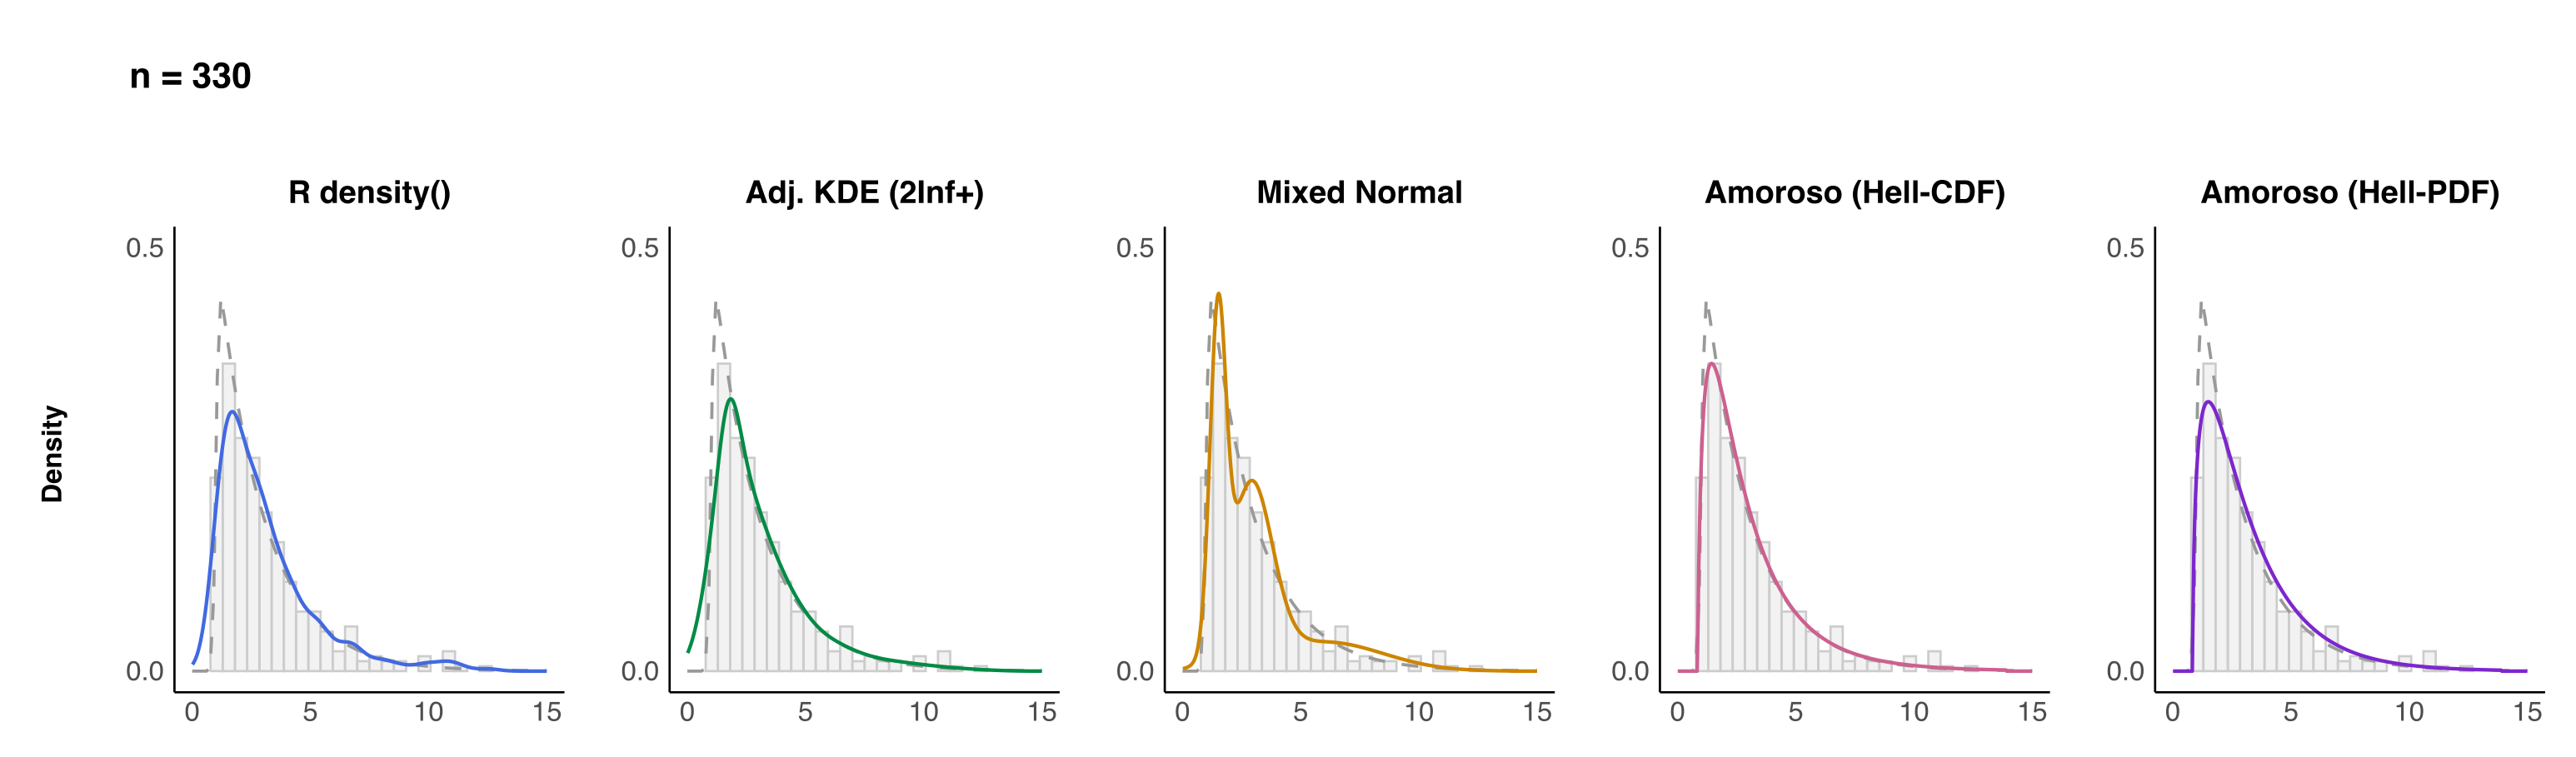 n = 330
R density()
Adj. KDE (2Inf+)
Mixed Normal
Amoroso (Hell-CDF)
Amoroso (Hell-PDF)
Density
0.5
0.0
0 5 10 15
0.5
0.0
0 5 10 15
0.5
0.0
0 5 10 15
0.5
0.0
0 5 10 15
0.5
0.0
0 5 10 15